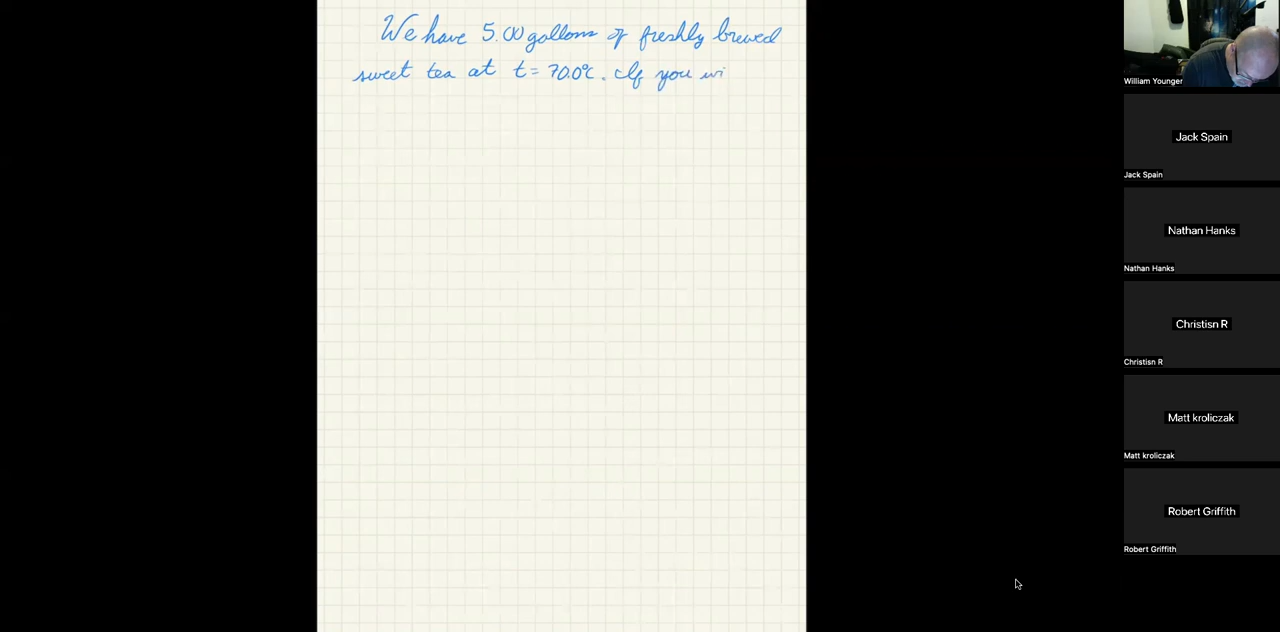 We have 5.00 gallons of freshly brewed
sweet tea at t = 70.0°C. If you wi
William Younger
Jack Spain
Jack Spain
Nathan Hanks
Nathan Hanks
Christisn R
Christisn R
Matt kroliczak
Matt kroliczak
Robert Griffith
Robert Griffith